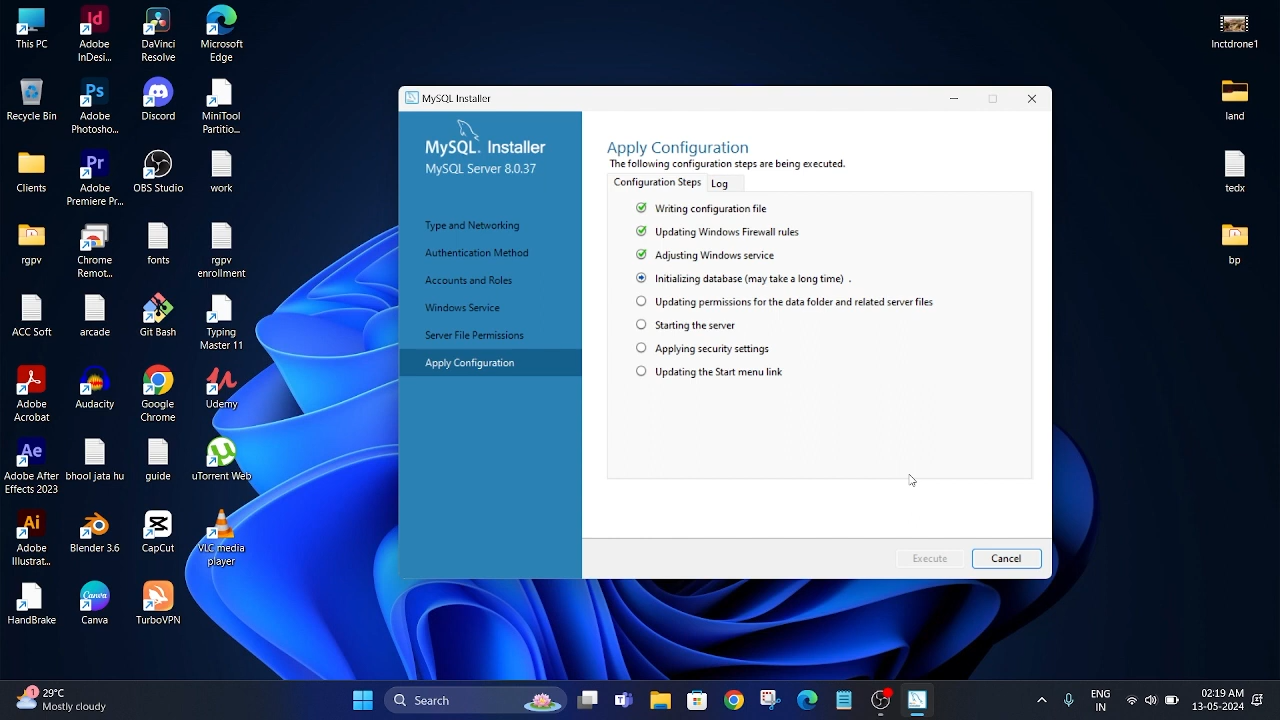 This PC
Adobe
InDesi...
DaVinci
Resolve
Microsoft
Edge
Recycle Bin
Adobe
Photosho...
Discord
MiniTool
Partitio...
Clients
Adobe
Premiere Pr...
OBS Studio
work
rgpv
Chrome
Remot...
fonts
rgpv
enrollment
ACC Soft
arcade
Git Bash
Typing
Master 11
Adobe
Acrobat
Audacity
Google
Chrome
Udemy
Adobe After
Effects 2023
bhool jata hu
guide
uTorrent Web
Adobe
Illustrat...
Blender 3.6
CapCut
VLC media
player
HandBrake
Canva
TurboVPN
Inctdrone1
land
tedx
bp
MySQL Installer
MySQL. Installer
MySQL Server 8.0.37
Type and Networking
Authentication Method
Accounts and Roles
Windows Service
Server File Permissions
Apply Configuration
Apply Configuration
The following configuration steps are being executed.
Configuration Steps
Log
Writing configuration file
Updating Windows Firewall rules
Adjusting Windows service
Initializing database (may take a long time) .
Updating permissions for the data folder and related server files
Starting the server
Applying security settings
Updating the Start menu link
Execute
Cancel
1
29°C
Mostly cloudy
Search
ENG
IN
02:19 AM
13-05-2024